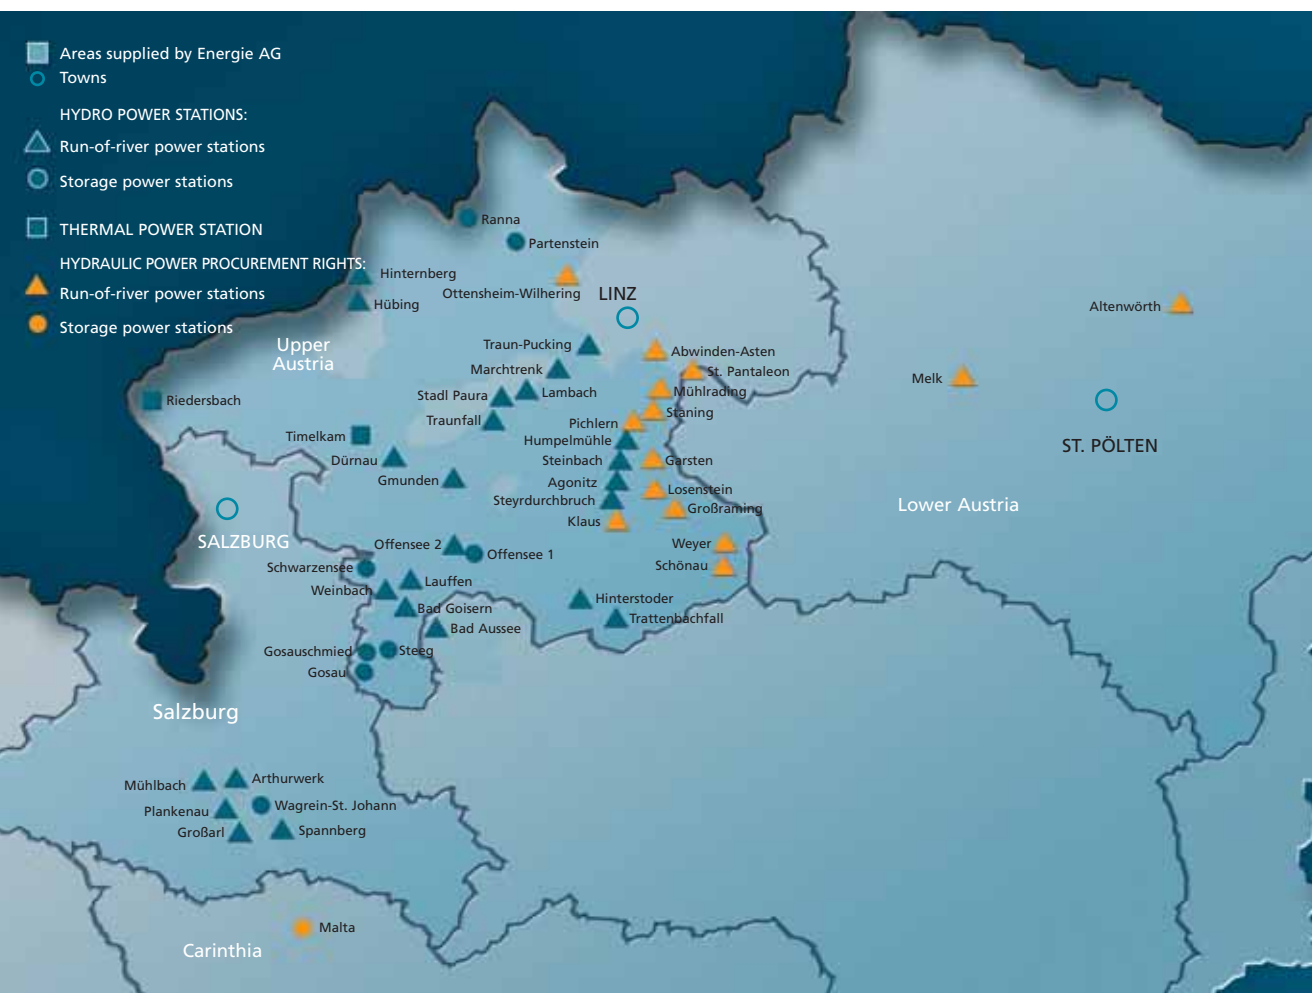 Areas supplied by Energie AG
Towns
HYDRO POWER STATIONS:
Run-of-river power stations
Storage power stations
THERMAL POWER STATION
HYDRAULIC POWER PROCUREMENT RIGHTS:
Run-of-river power stations
Storage power stations
Ranna
Partenstein
Hinternberg
Ottensheim-Wilhering
LINZ
Hübing
Altenwörth
Upper
Austria
Traun-Pucking
Abwinden-Asten
Marchtrenk
St. Pantaleon
Melk
Stadl Paura
Lambach
Mühlrading
Riedersbach
Staning
Traunfall
Pichlern
Timelkam
Humpelmühle
ST. PÖLTEN
Dürnau
Steinbach
Garsten
Gmunden
Agonitz
Losenstein
Steyrdurchbruch
Großraming
Lower Austria
Klaus
SALZBURG
Offensee 2
Offensee 1
Weyer
Schwarzensee
Schönau
Lauffen
Weinbach
Hinterstoder
Bad Goisern
Trattenbachfall
Bad Aussee
Gosauschmied
Steeg
Gosau
Salzburg
Mühlbach
Arthurwerk
Plankenau
Wagrein-St. Johann
Großarl
Spannberg
Malta
Carinthia